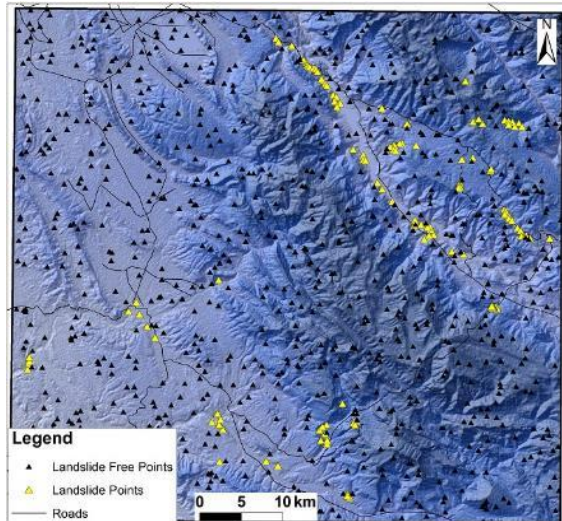 N
Legend
Landslide Free Points
Landslide Points
Roads
0 5 10 km